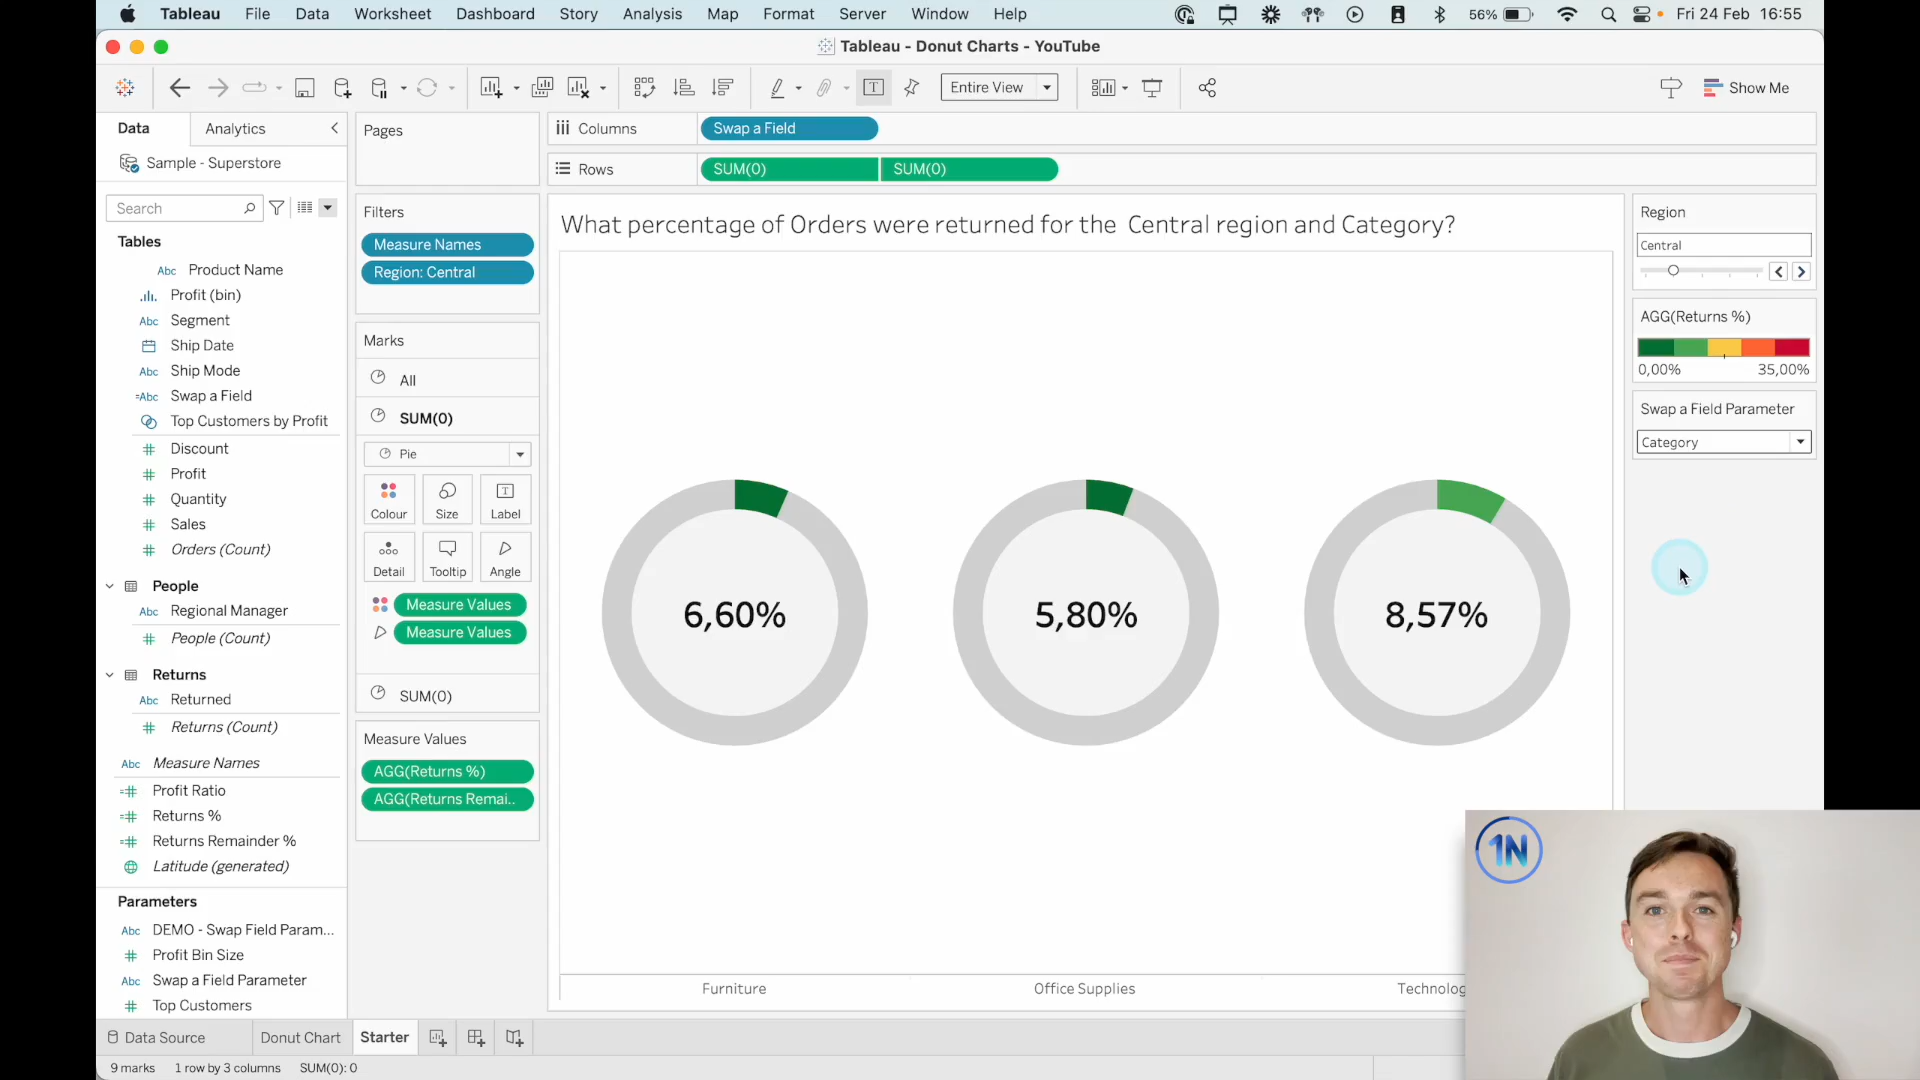 Tableau File Data Worksheet Dashboard Story Analysis Map Format Server Window Help 56% Fri 24 Feb 16:55
Tableau - Donut Charts - YouTube
Entire View Show Me
Data Analytics
Sample - Superstore
Search
Tables
Abc Product Name
Profit (bin)
Abc Segment
Ship Date
Abc Ship Mode
=Abc Swap a Field
Top Customers by Profit
# Discount
# Profit
# Quantity
# Sales
# Orders (Count)
People
Abc Regional Manager
# People (Count)
Returns
Abc Returned
# Returns (Count)
Abc Measure Names
=# Profit Ratio
=# Returns %
=# Returns Remainder %
Latitude (generated)
Parameters
Abc DEMO - Swap Field Param...
# Profit Bin Size
Abc Swap a Field Parameter
# Top Customers
Pages
Filters
Measure Names
Region: Central
Marks
All
SUM(0)
Pie
Colour Size Label
Detail Tooltip Angle
Measure Values
Measure Values
SUM(0)
Measure Values
AGG(Returns %)
AGG(Returns Remai..
Columns Swap a Field
Rows SUM(0) SUM(0)
What percentage of Orders were returned for the Central region and Category?
6,60% 5,80% 8,57%
Furniture Office Supplies Technolog
Region
Central
AGG(Returns %)
0,00% 35,00%
Swap a Field Parameter
Category
1N
Data Source Donut Chart Starter
9 marks 1 row by 3 columns SUM(0): 0